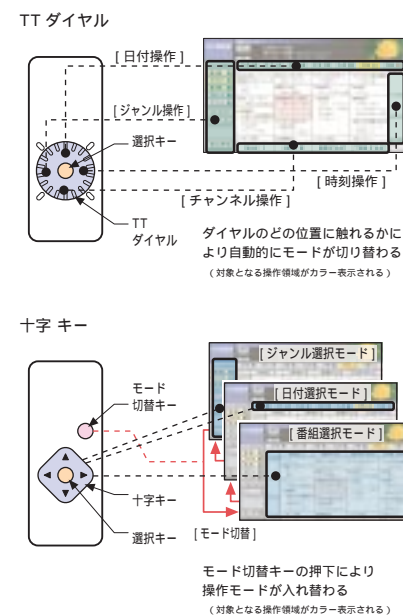 TT ダイヤル
[ 日付操作 ]
[ジャンル操作 ]
選択キー
[ 時刻操作 ]
[ チャンネル操作 ]
TT
ダイヤル
ダイヤルのどの位置に触れるかに
より自動的にモードが切り替わる
（対象となる操作領域がカラー表示される）
十字 キー
[ ジャンル選択モード ]
モード
切替キー
[ 日付選択モード ]
[ 番組選択モード ]
十字キー
選択キー
[ モード切替 ]
モード切替キーの押下により
操作モードが入れ替わる
（対象となる操作領域がカラー表示される）